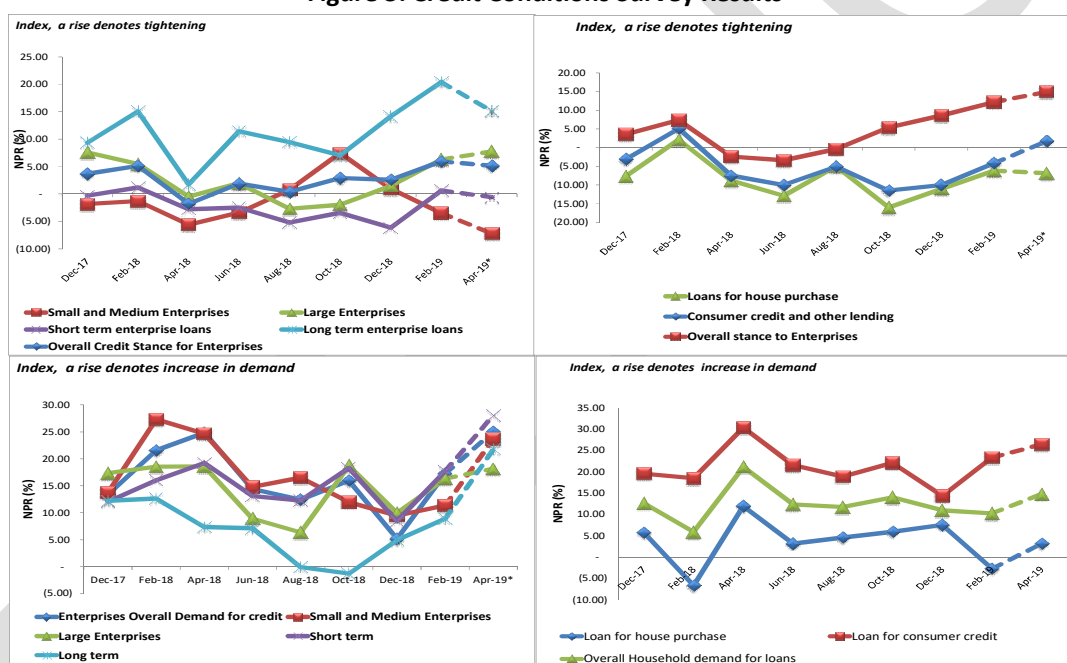 Index, a rise denotes tightening
25.00
20.00
15.00
10.00
5.00
-
(5.00)
(10.00)
NPR (%)
Dec-17
Feb-18
Apr-18
Jun-18
Aug-18
Oct-18
Dec-18
Feb-19
Apr-19*
Small and Medium Enterprises
Large Enterprises
Short term enterprise loans
Long term enterprise loans
Overall Credit Stance for Enterprises
Index, a rise denotes tightening
20.00
15.00
10.00
5.00
-
(5.00)
(10.00)
(15.00)
(20.00)
NPR (%)
Dec-17
Feb-18
Apr-18
Jun-18
Aug-18
Oct-18
Dec-18
Feb-19
Apr-19*
Loans for house purchase
Consumer credit and other lending
Overall stance to Enterprises
Index, a rise denotes increase in demand
30.00
25.00
20.00
15.00
10.00
5.00
-
(5.00)
NPR (%)
Dec-17
Feb-18
Apr-18
Jun-18
Aug-18
Oct-18
Dec-18
Feb-19
Apr-19*
Enterprises Overall Demand for credit
Small and Medium Enterprises
Large Enterprises
Short term
Long term
Index, a rise denotes increase in demand
35.00
30.00
25.00
20.00
15.00
10.00
5.00
-
(5.00)
(10.00)
NPR (%)
Dec-17
Feb-18
Apr-18
Jun-18
Aug-18
Oct-18
Dec-18
Feb-19
Apr-19
Loan for house purchase
Loan for consumer credit
Overall Household demand for loans